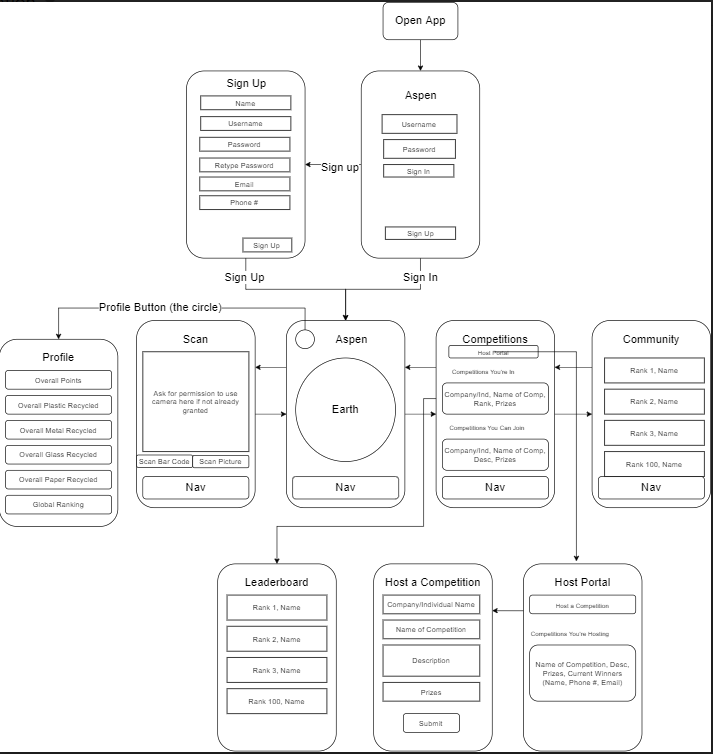 Open App
Sign Up
Name
Username
Password
Retype Password
Email
Phone #
Sign Up
Sign up
Aspen
Username
Password
Sign In
Sign Up
Sign Up
Sign In
Profile Button (the circle)
Profile
Overall Points
Overall Plastic Recycled
Overall Metal Recycled
Overall Glass Recycled
Overall Paper Recycled
Global Ranking
Scan
Ask for permission to use
camera here if not already
granted
Scan Bar Code
Scan Picture
Nav
Aspen
Earth
Nav
Competitions
Host Portal
Competitions You're In
Company/Ind, Name of Comp,
Rank, Prizes
Competitions You Can Join
Company/Ind, Name of Comp,
Desc, Prizes
Nav
Community
Rank 1, Name
Rank 2, Name
Rank 3, Name
Rank 100, Name
Nav
Leaderboard
Rank 1, Name
Rank 2, Name
Rank 3, Name
Rank 100, Name
Host a Competition
Company/Individual Name
Name of Competition
Description
Prizes
Submit
Host Portal
Host a Competition
Competitions You're Hosting
Name of Competition, Desc,
Prizes, Current Winners
(Name, Phone #, Email)